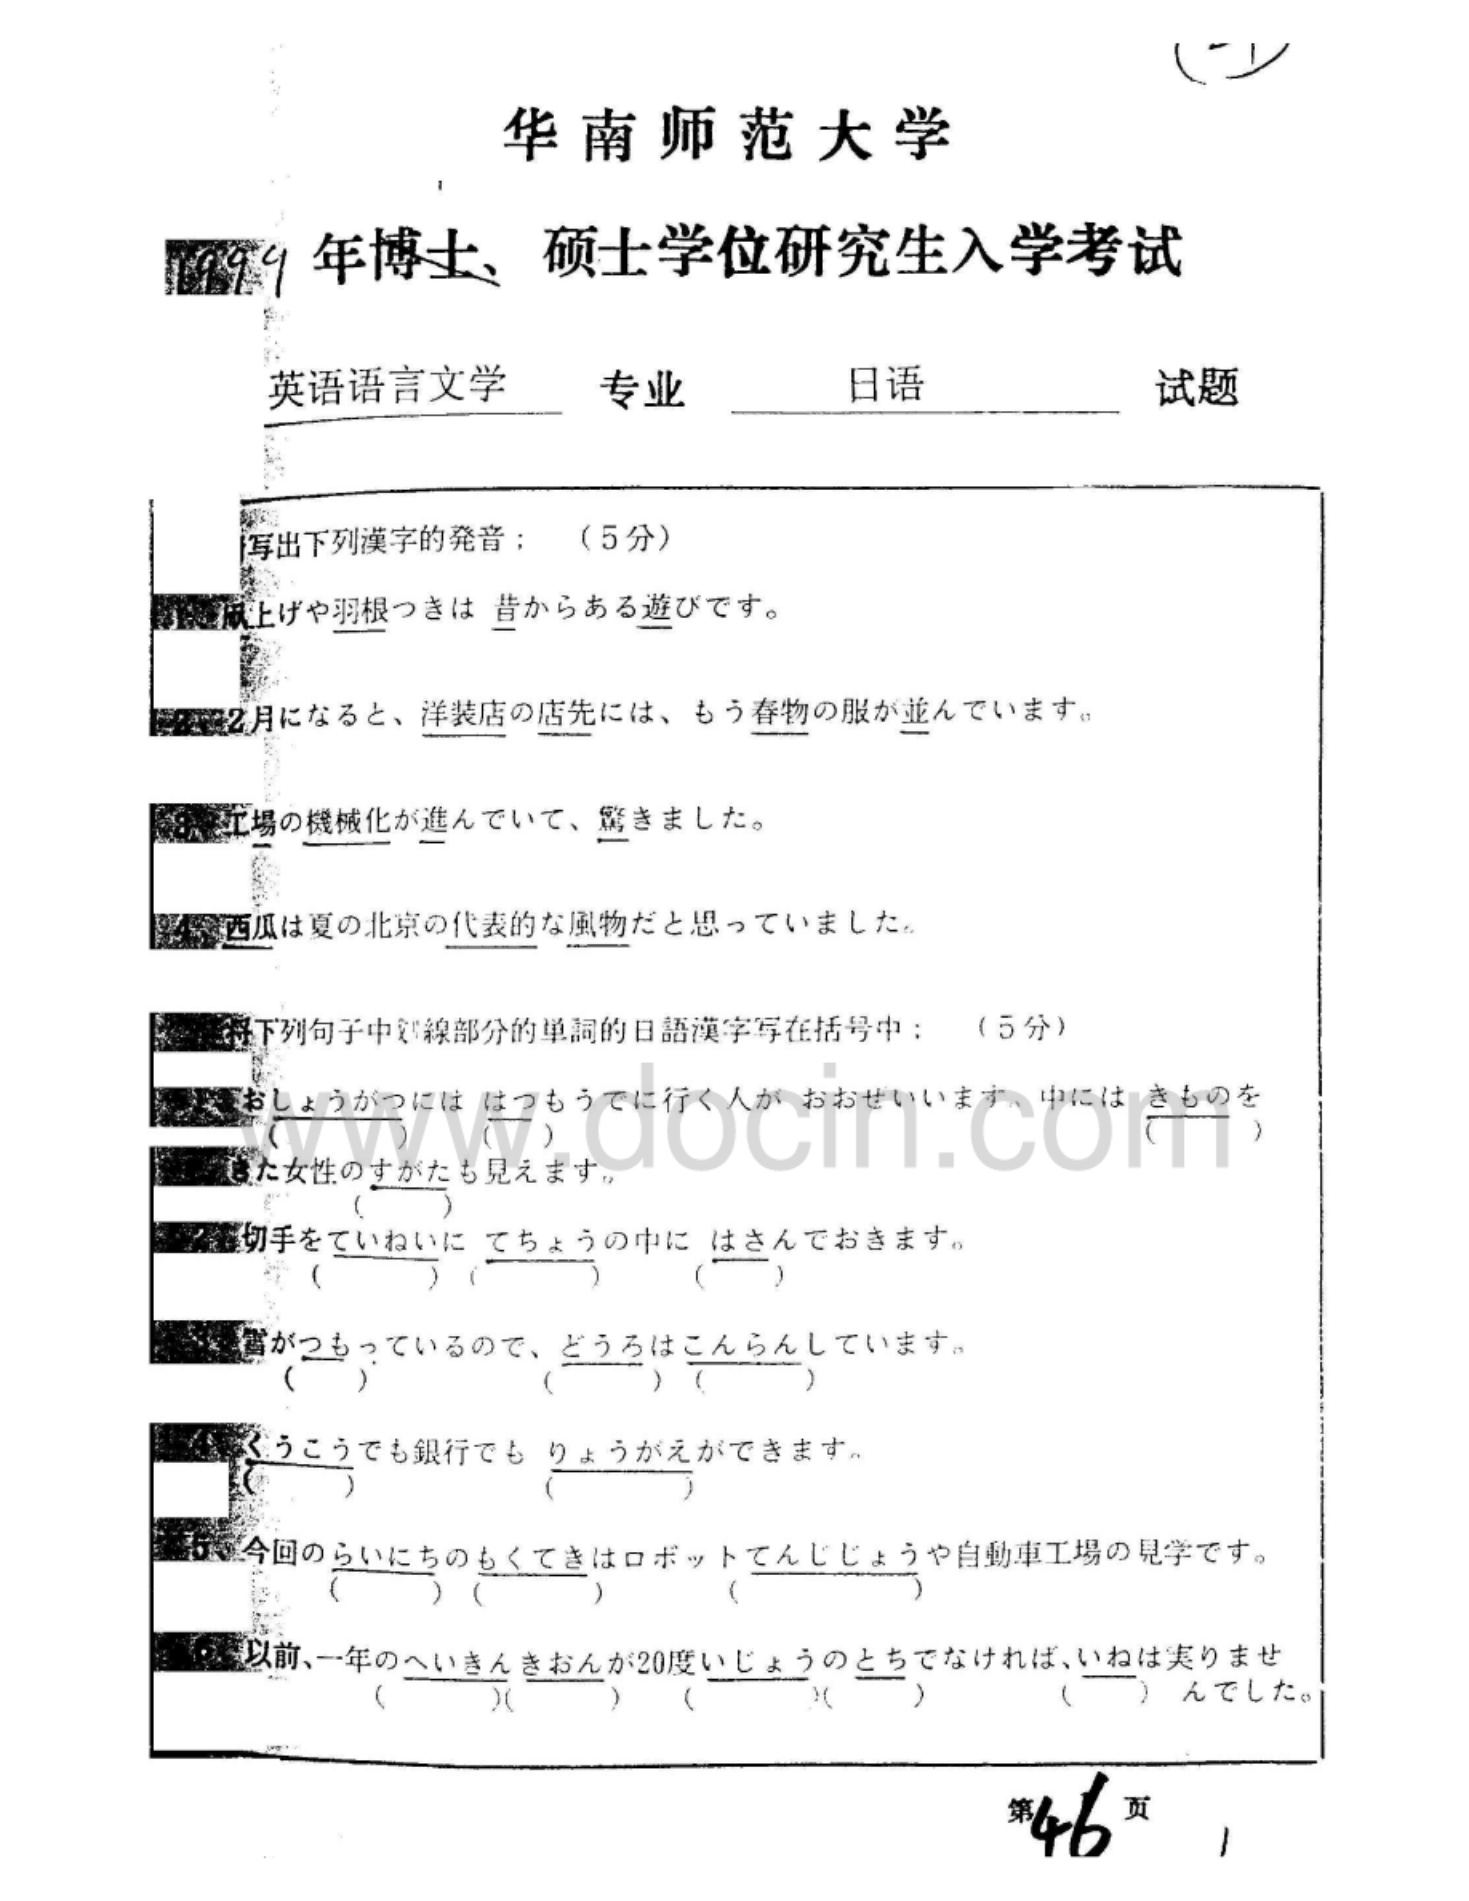 华南师范大学
1999 年博士、硕士学位研究生入学考试
英语语言文学 专业 日语 试题
写出下列漢字的発音； （5分）
1、凧上げや羽根つきは 昔からある遊びです。
2、2月になると、洋装店の店先には、もう春物の服が並んでいます。
3、工場の機械化が進んでいて、驚きました。
4、西瓜は夏の北京の代表的な風物だと思っていました。
将下列句子中划線部分的単詞的日語漢字写在括号中： （5分）
おしょうがつには はつもうでに行く人が おおぜいいます。中には きものを
( ) ( ) ( )
きた女性のすがたも見えます。
( )
2、切手をていねいに てちょうの中に はさんでおきます。
( ) ( ) ( )
雪がつもっているので、どうろはこんらんしています。
( ) ( ) ( )
4、くうこうでも銀行でも りょうがえができます。
( ) ( )
5、今回のらいにちのもくてきはロボットてんじじょうや自動車工場の見学です。
( ) ( ) ( )
6、以前、一年のへいきんきおんが20度いじょうのとちでなければ、いねは実りませ
( )( ) ( )( ) ( ) んでした。
www.docin.com
第46页
1